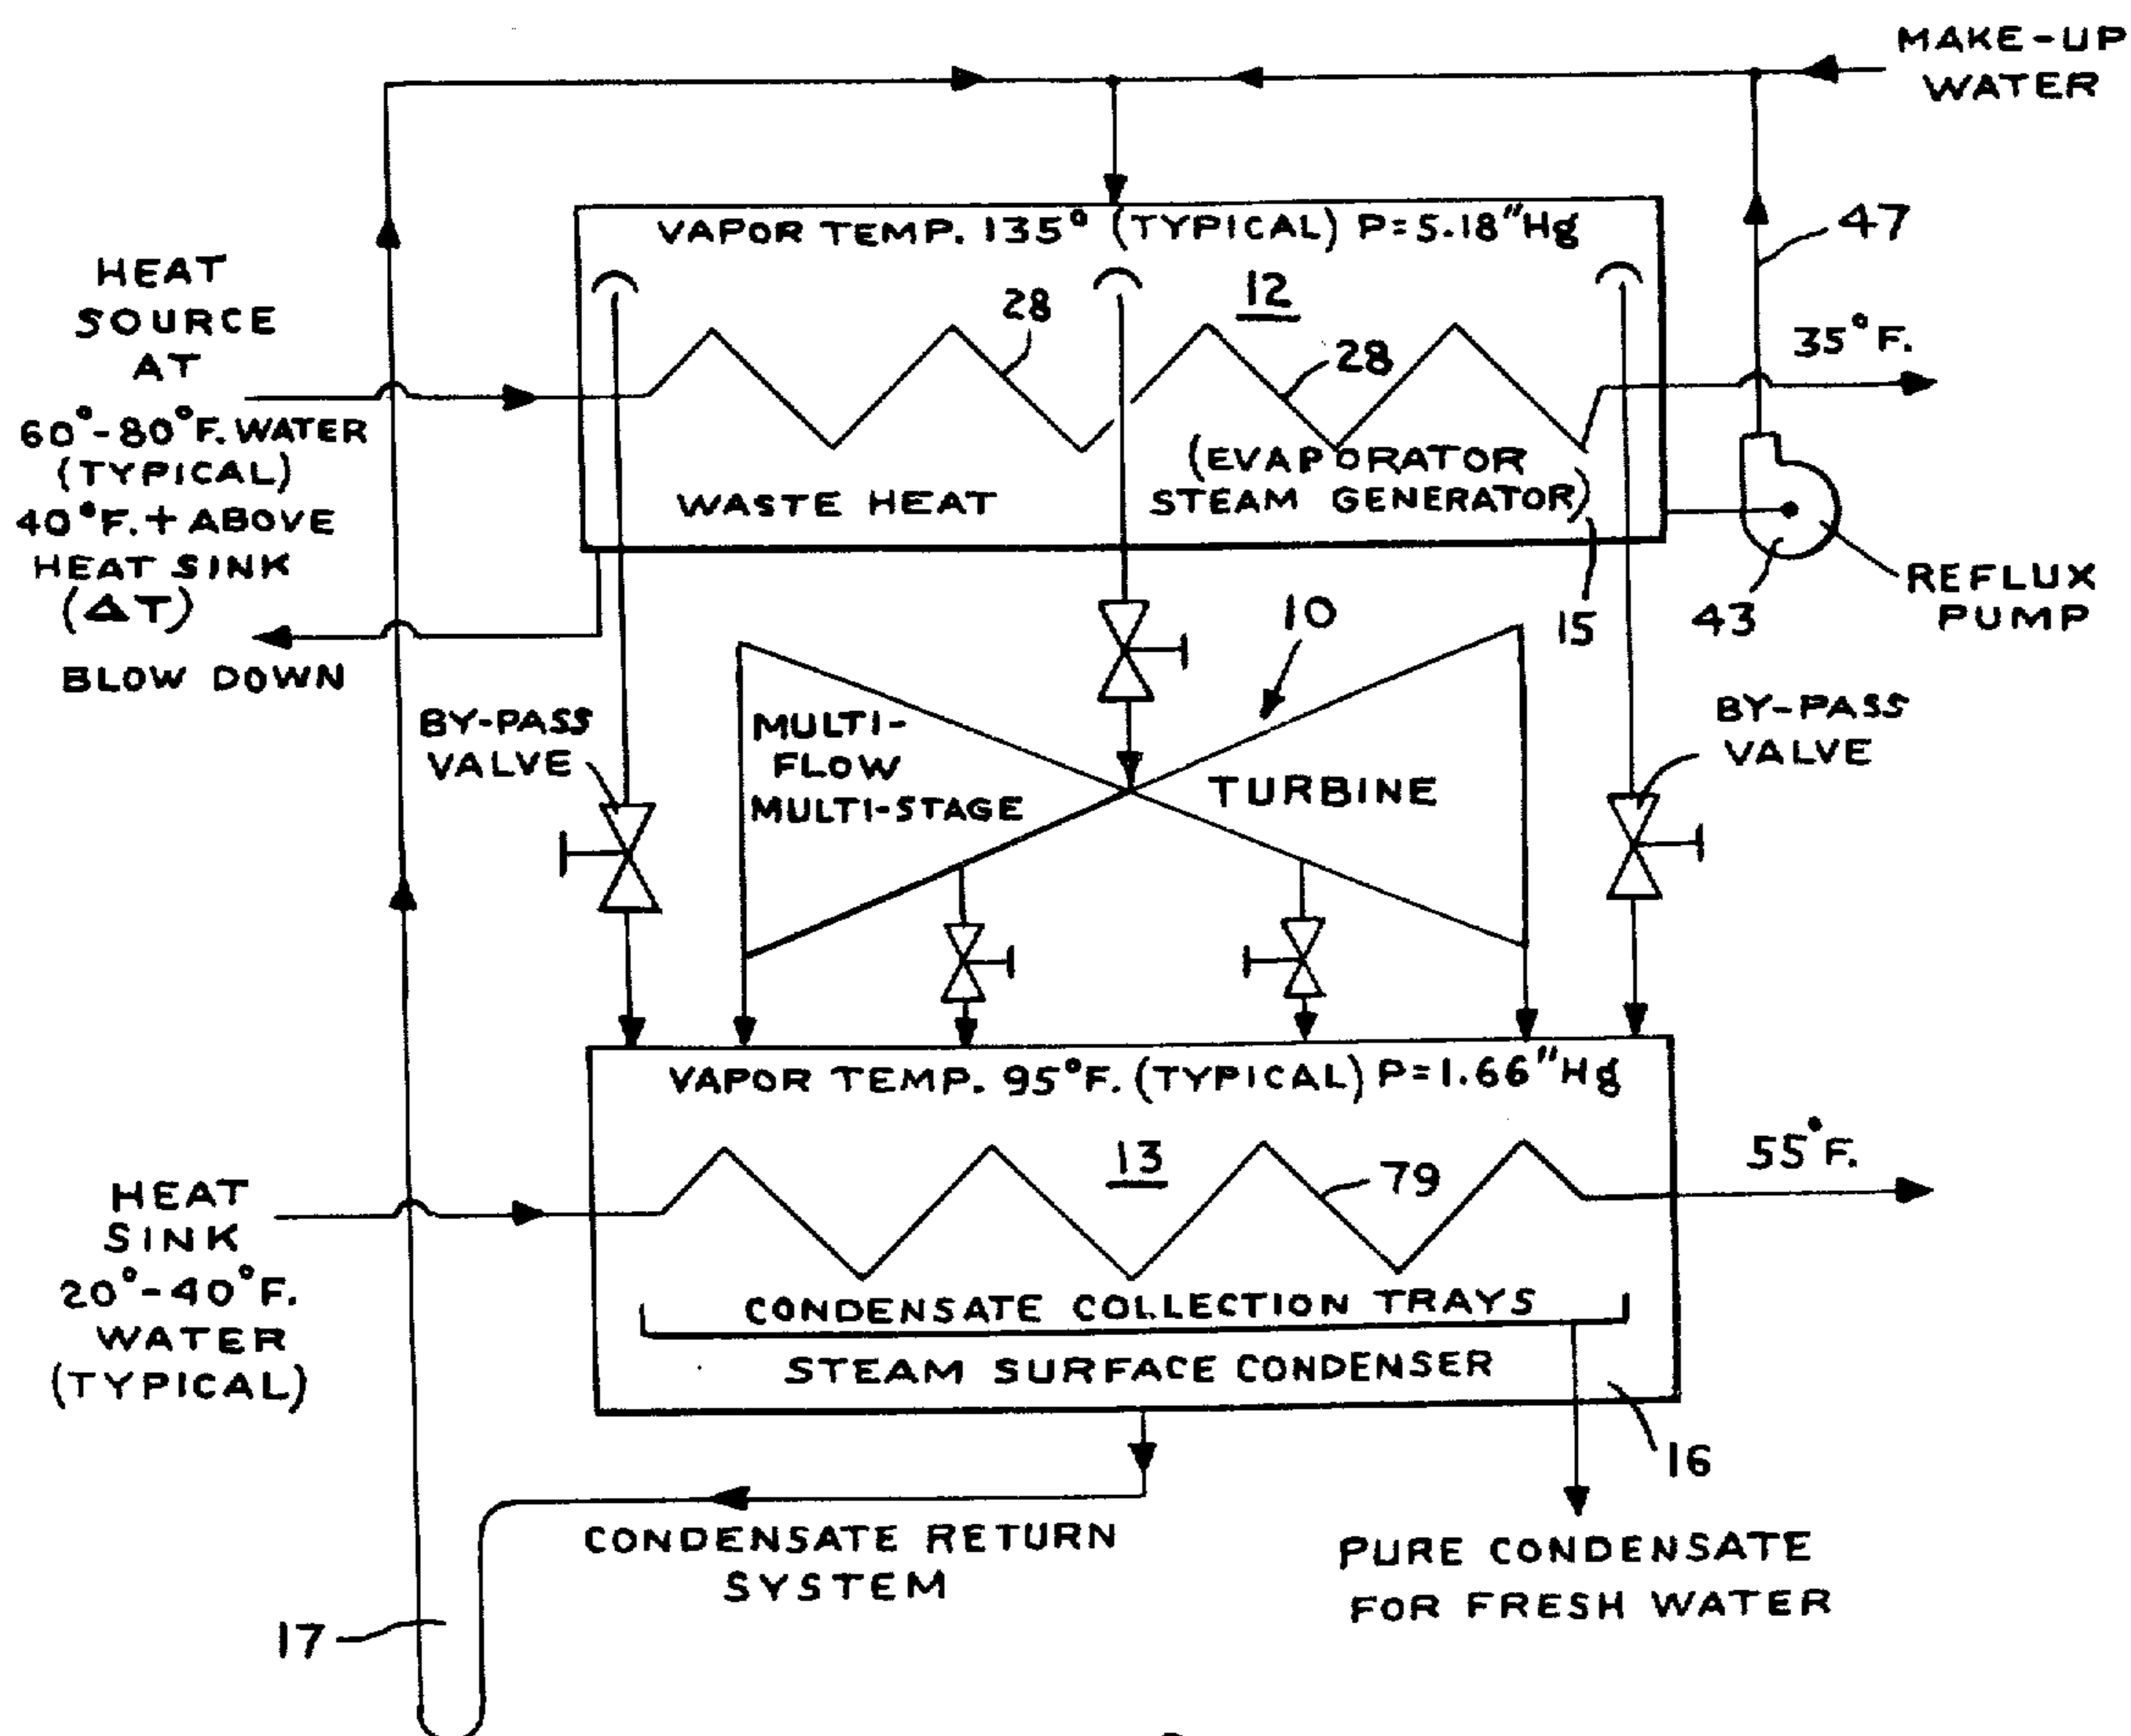 MAKE-UP
WATER
VAPOR TEMP. 135° (TYPICAL) P=5.18"Hg
47
HEAT
SOURCE
AT
60°-80°F. WATER
(TYPICAL)
40°F. + ABOVE
HEAT SINK
(ΔT)
28
12
28
35°F.
WASTE HEAT
(EVAPORATOR
STEAM GENERATOR)
15
43
REFLUX
PUMP
BLOW DOWN
10
BY-PASS
VALVE
MULTI-
FLOW
MULTI-STAGE
TURBINE
BY-PASS
VALVE
VAPOR TEMP. 95°F. (TYPICAL) P=1.66"Hg
HEAT
SINK
20°-40°F.
WATER
(TYPICAL)
13
79
55°F.
CONDENSATE COLLECTION TRAYS
STEAM SURFACE CONDENSER
16
CONDENSATE RETURN
SYSTEM
17
PURE CONDENSATE
FOR FRESH WATER